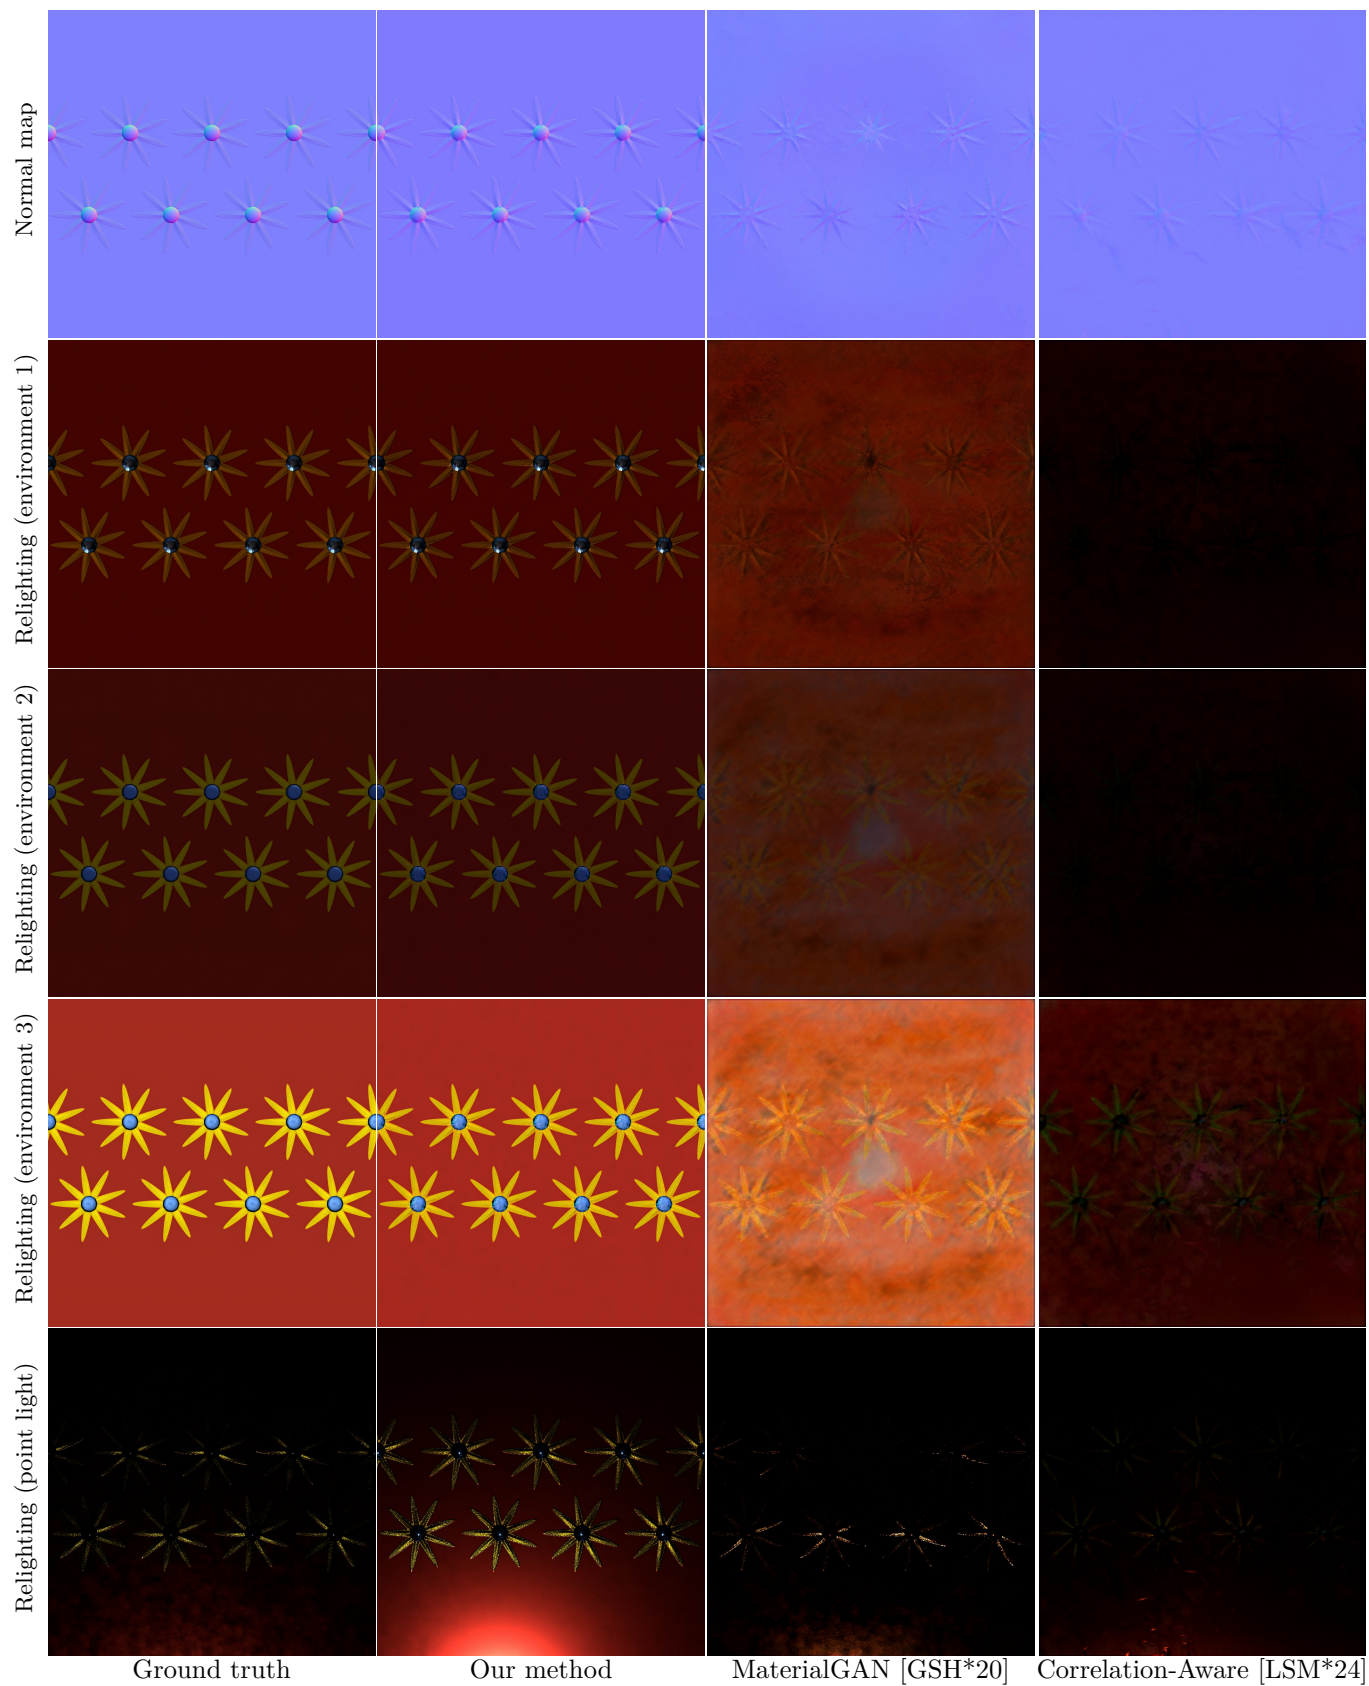 Normal map
Relighting (environment 1)
Relighting (environment 2)
Relighting (environment 3)
Relighting (point light)
Ground truth
Our method
MaterialGAN [GSH*20]
Correlation-Aware [LSM*24]